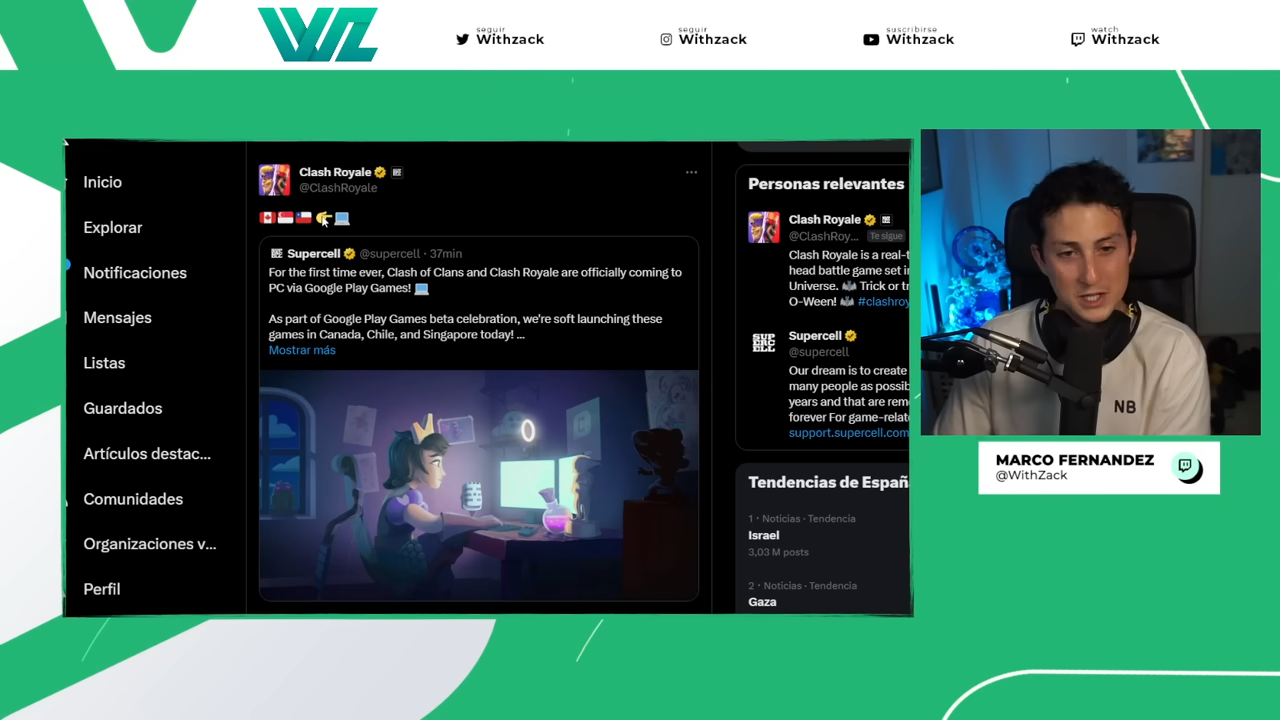 WZ
seguir
Withzack
seguir
Withzack
suscribirse
Withzack
watch
Withzack
Inicio
Explorar
Notificaciones
Mensajes
Listas
Guardados
Artículos destac...
Comunidades
Organizaciones v...
Perfil
Clash Royale
@ClashRoyale
Supercell @supercell · 37min
For the first time ever, Clash of Clans and Clash Royale are officially coming to
PC via Google Play Games!
As part of Google Play Games beta celebration, we're soft launching these
games in Canada, Chile, and Singapore today! ...
Mostrar más
Personas relevantes
Clash Royale
@ClashRoy... Te sigue
Clash Royale is a real-t
head battle game set i
Universe. Trick or tr
O-Ween! #clashroy
SUPERCELL
Supercell
@supercell
Our dream is to create
many people as possib
years and that are rem
forever For game-relat
support.supercell.com
Tendencias de Españ
1 · Noticias · Tendencia
Israel
3,03 M posts
2 · Noticias · Tendencia
Gaza
NB
MARCO FERNANDEZ
@WithZack